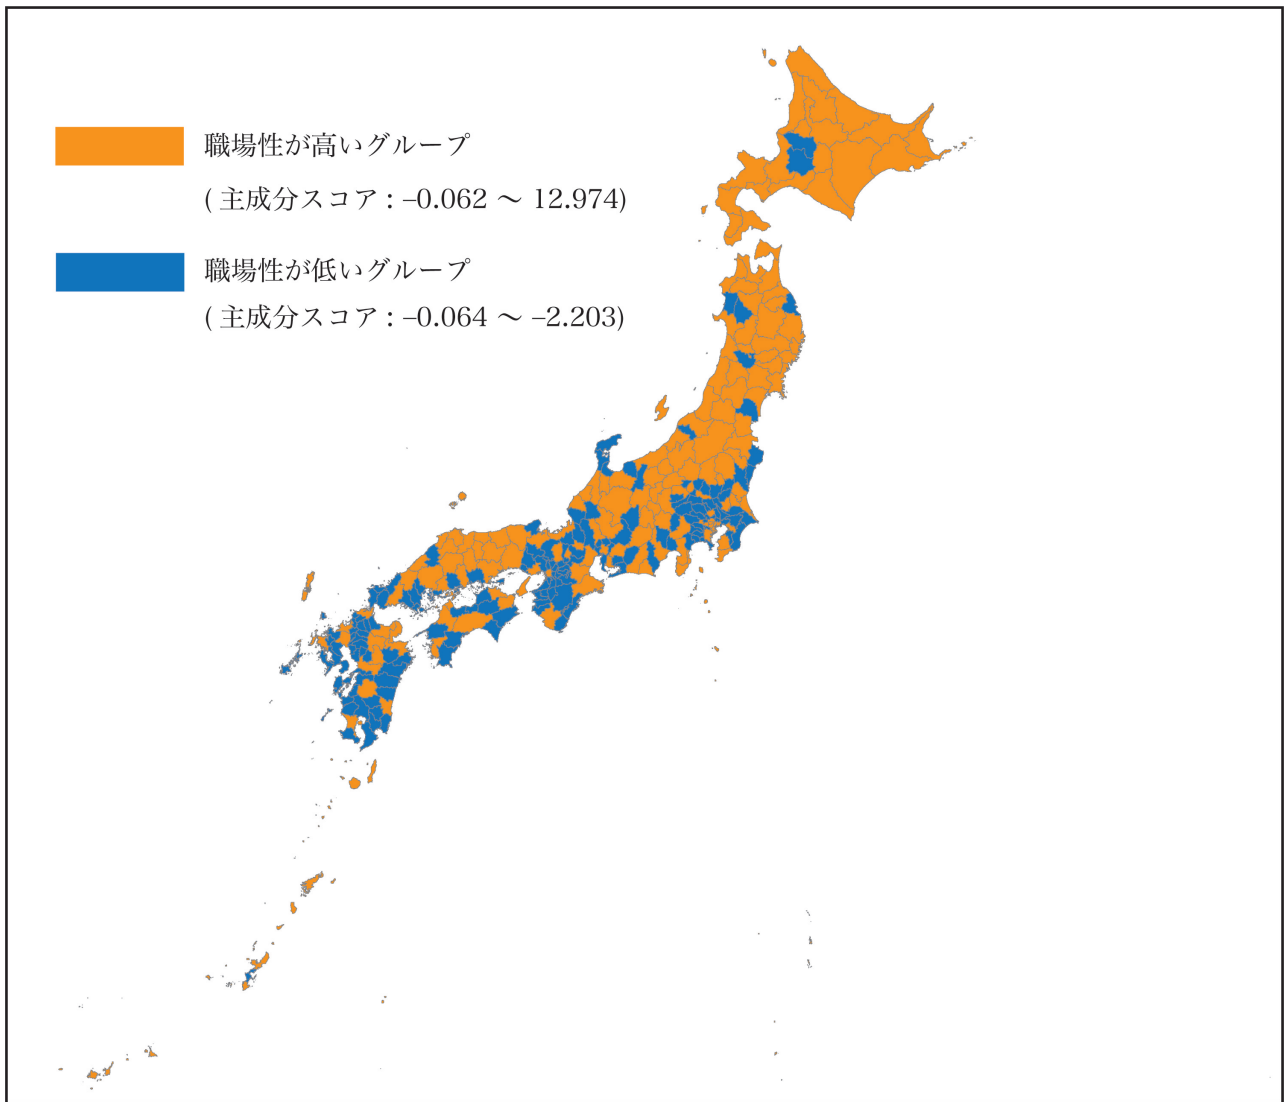 職場性が高いグループ
( 主成分スコア : –0.062 ～ 12.974)
職場性が低いグループ
( 主成分スコア : –0.064 ～ –2.203)